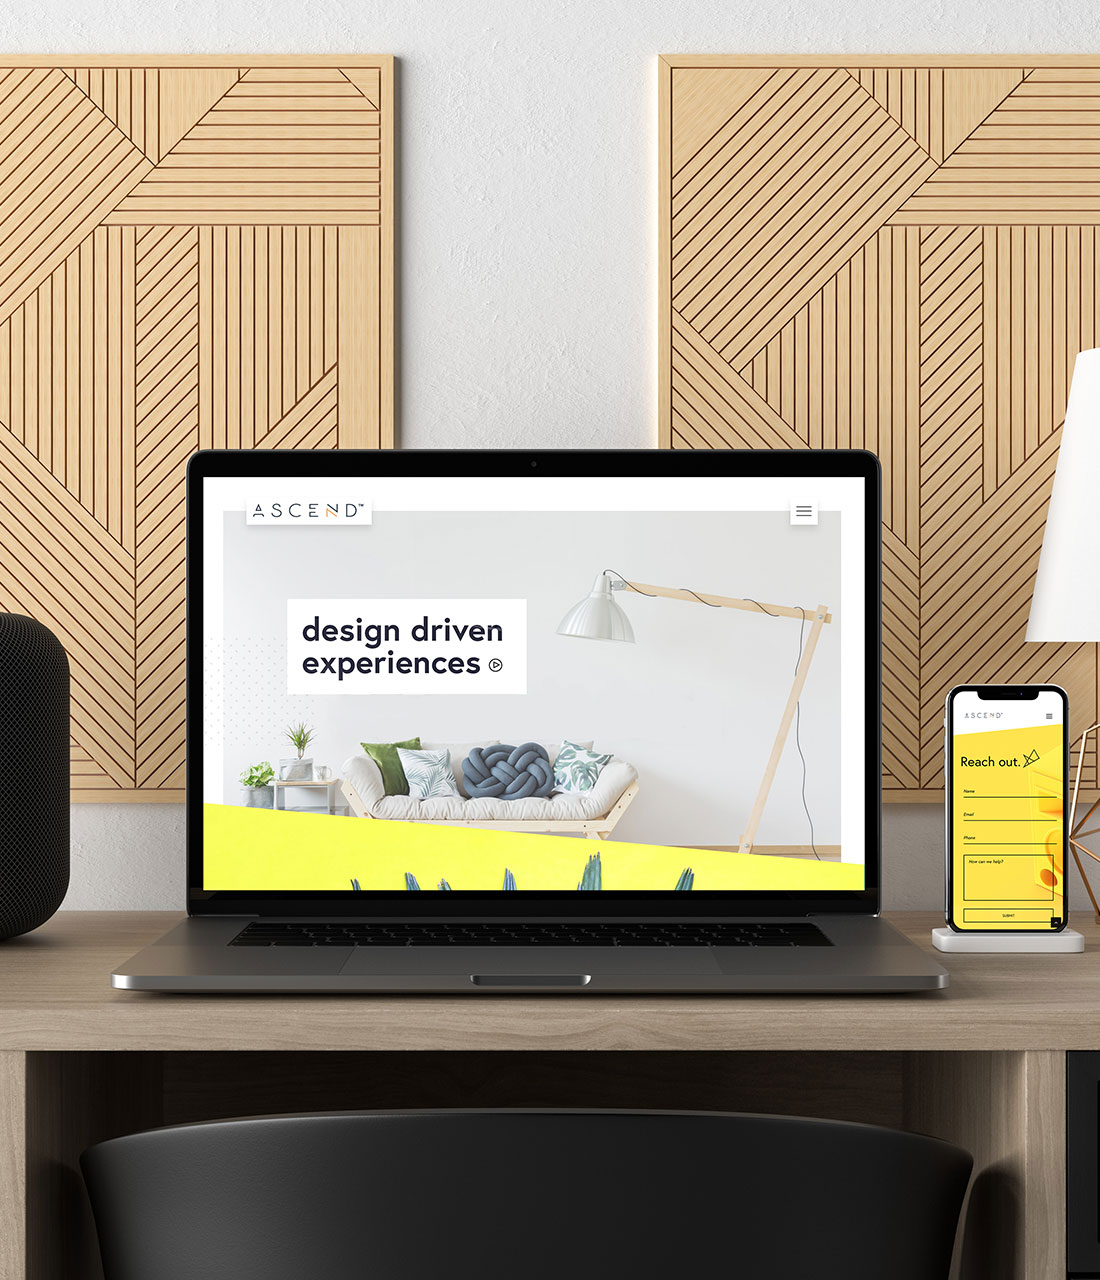 ASCEND™
design driven
experiences
ASCEND™
Reach out.
Name
Email
Phone
How can we help?
SUBMIT